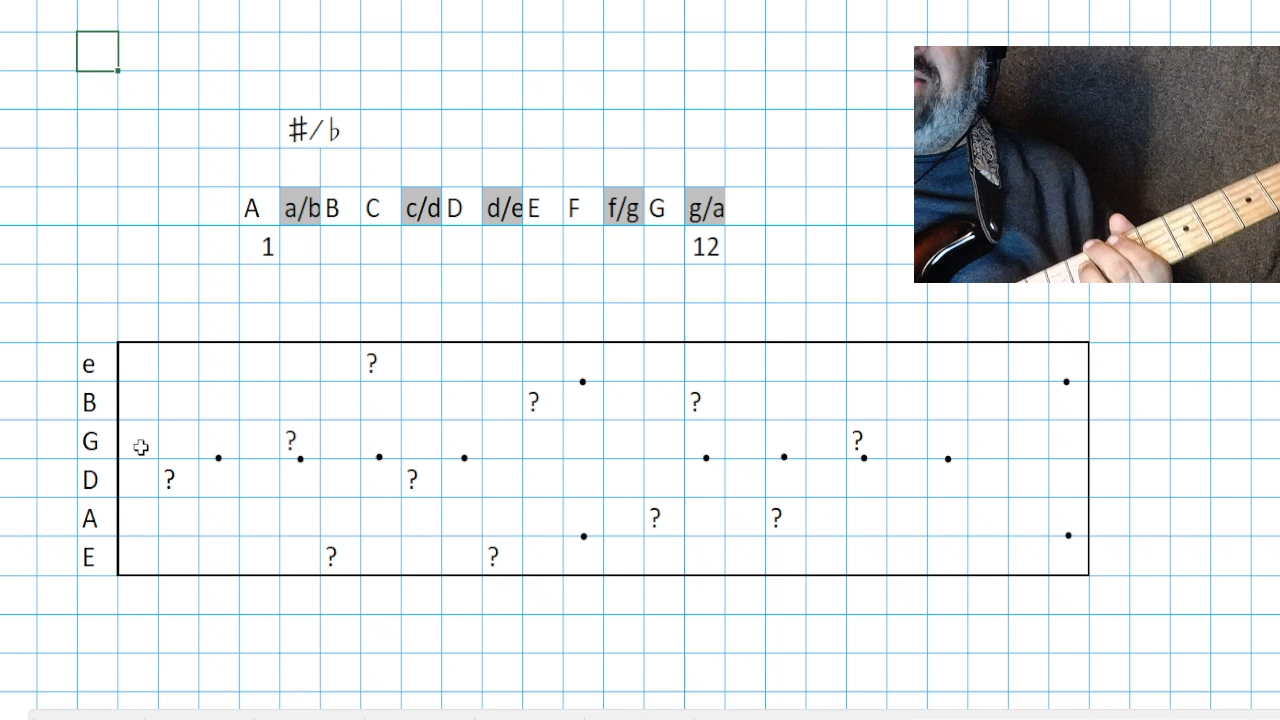 ♯/♭
A a/b B C c/d D d/e E F f/g G g/a
1 12
e ?
B ? ?
G ? ?
D ? ?
A ? ?
E ? ?